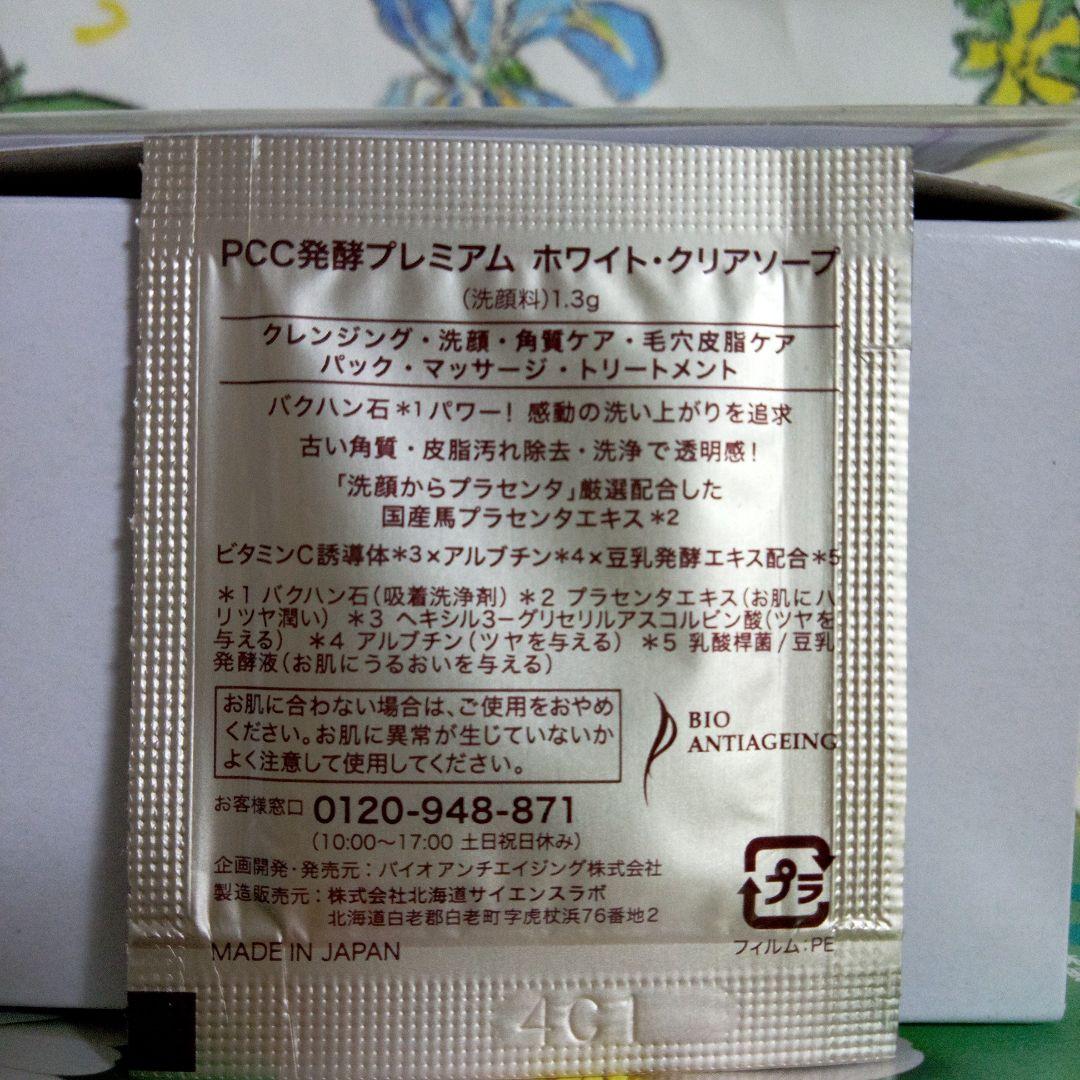 PCC発酵プレミアム ホワイト・クリアソープ
(洗顔料)1.3g
クレンジング・洗顔・角質ケア・毛穴皮脂ケア
パック・マッサージ・トリートメント
バクハン石*1パワー! 感動の洗い上がりを追求
古い角質・皮脂汚れ除去・洗浄で透明感!
「洗顔からプラセンタ」厳選配合した
国産馬プラセンタエキス*2
ビタミンC誘導体*3×アルブチン*4×豆乳発酵エキス配合*5
*1 バクハン石(吸着洗浄剤) *2 プラセンタエキス(お肌にハ
リツヤ潤い) *3 ヘキシル3-グリセリルアスコルビン酸(ツヤを
与える) *4 アルブチン(ツヤを与える) *5 乳酸桿菌/豆乳
発酵液(お肌にうるおいを与える)
お肌に合わない場合は、ご使用をおやめ
ください。お肌に異常が生じていないか
よく注意して使用してください。
BIO
ANTIAGEING
お客様窓口 0120-948-871
(10:00~17:00 土日祝日休み)
企画開発・発売元:バイオアンチエイジング株式会社
製造販売元:株式会社北海道サイエンスラボ
北海道白老郡白老町字虎杖浜76番地2
プラ
フィルム:PE
MADE IN JAPAN
4C1